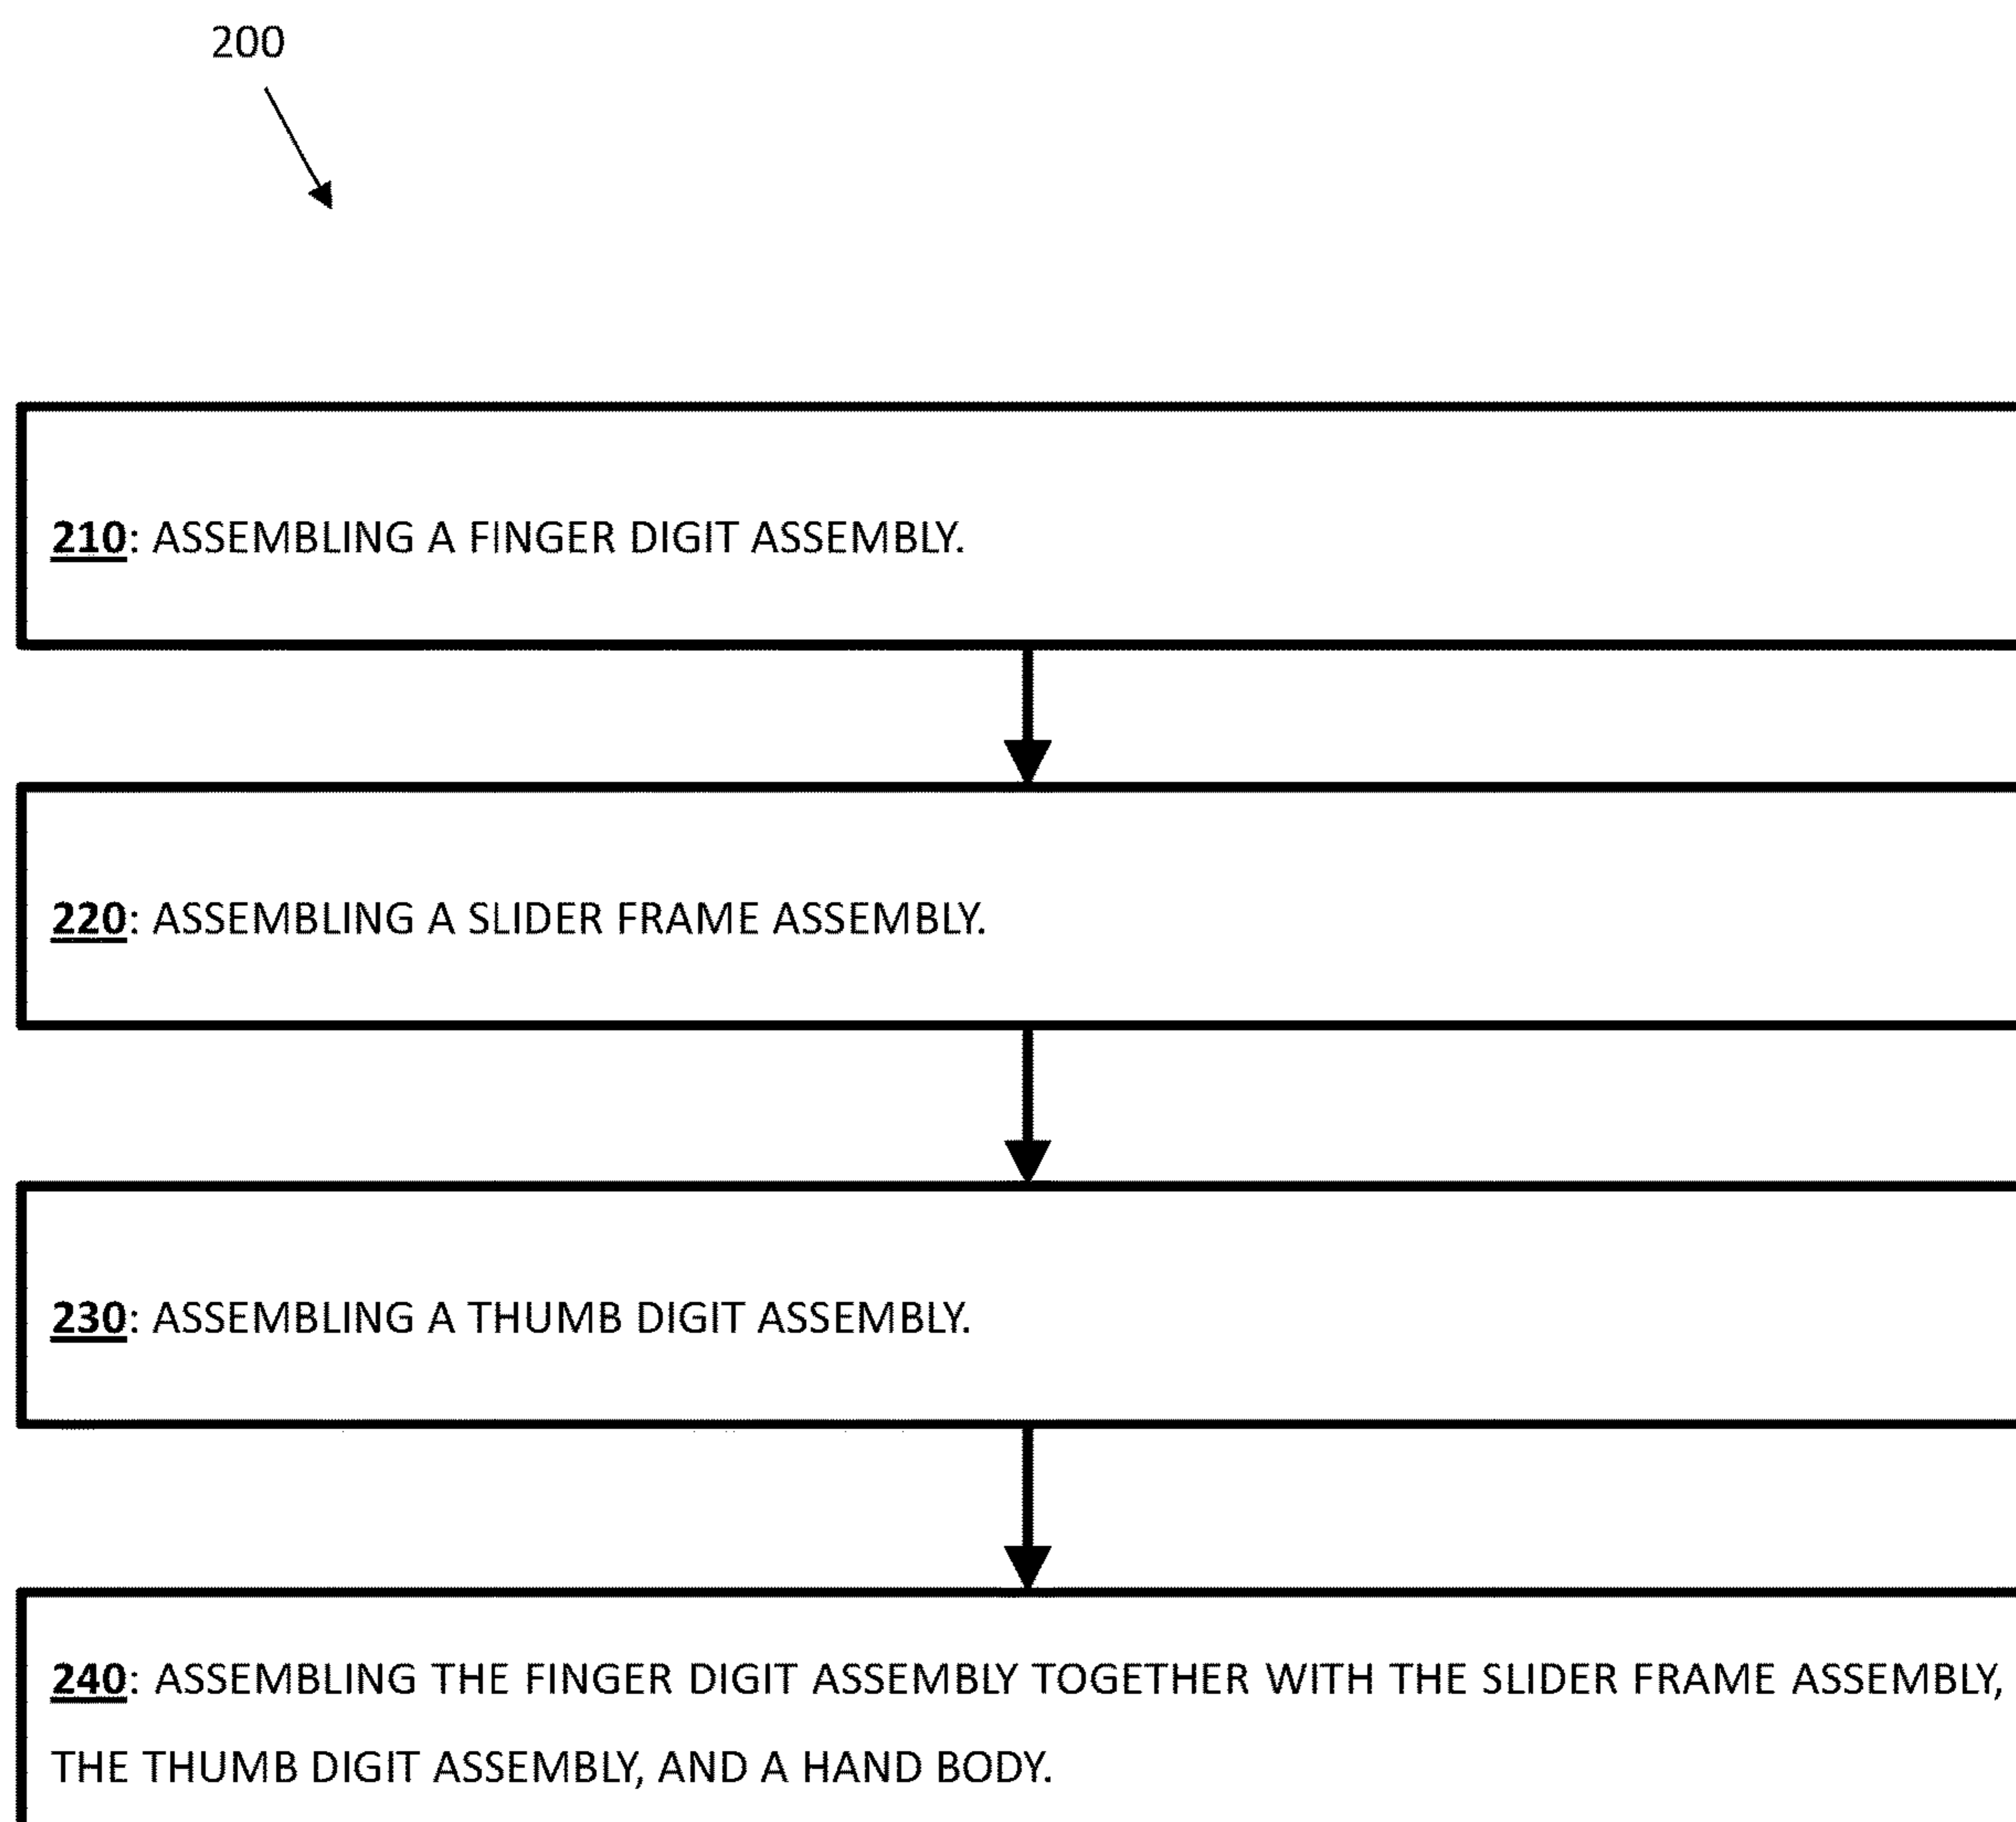 200
210: ASSEMBLING A FINGER DIGIT ASSEMBLY.
220: ASSEMBLING A SLIDER FRAME ASSEMBLY.
230: ASSEMBLING A THUMB DIGIT ASSEMBLY.
240: ASSEMBLING THE FINGER DIGIT ASSEMBLY TOGETHER WITH THE SLIDER FRAME ASSEMBLY,
THE THUMB DIGIT ASSEMBLY, AND A HAND BODY.